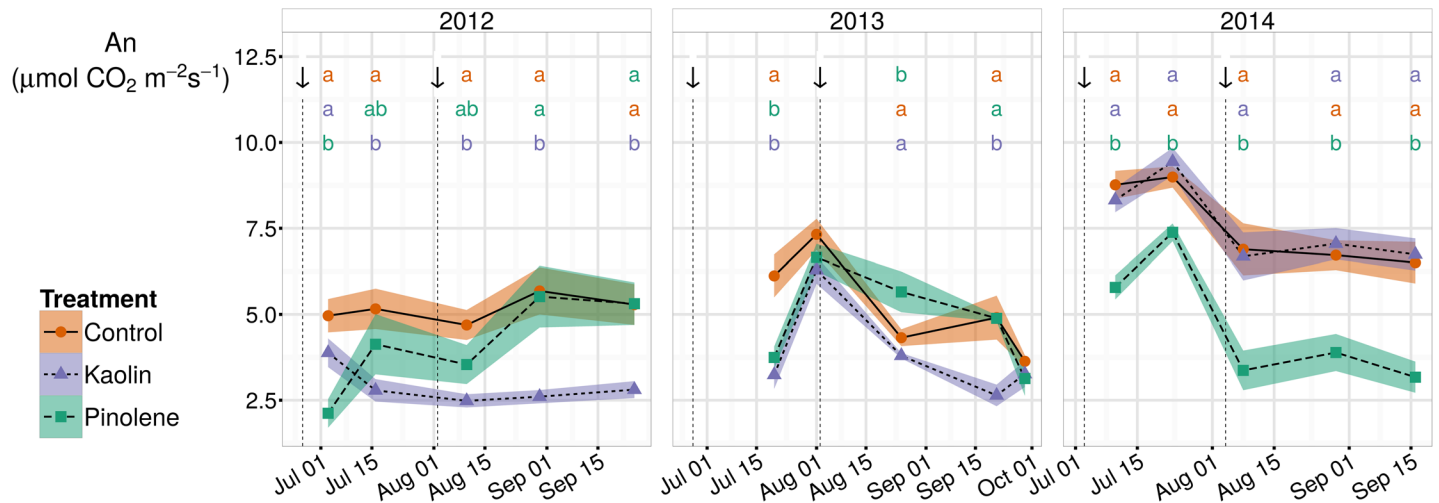 2012
2013
2014
An
(μmol CO₂ m⁻²s⁻¹)
12.5
10.0
7.5
5.0
2.5
a a a a a
a ab ab a a
b b b b b
a b a
b a a
b a b
a a a a a
a a a a a
b b b b b
Treatment
Control
Kaolin
Pinolene
Jul 01 Jul 15 Aug 01 Aug 15 Sep 01 Sep 15
Jul 01 Jul 15 Aug 01 Aug 15 Sep 01 Sep 15 Oct 01
Jul 01 Jul 15 Aug 01 Aug 15 Sep 01 Sep 15